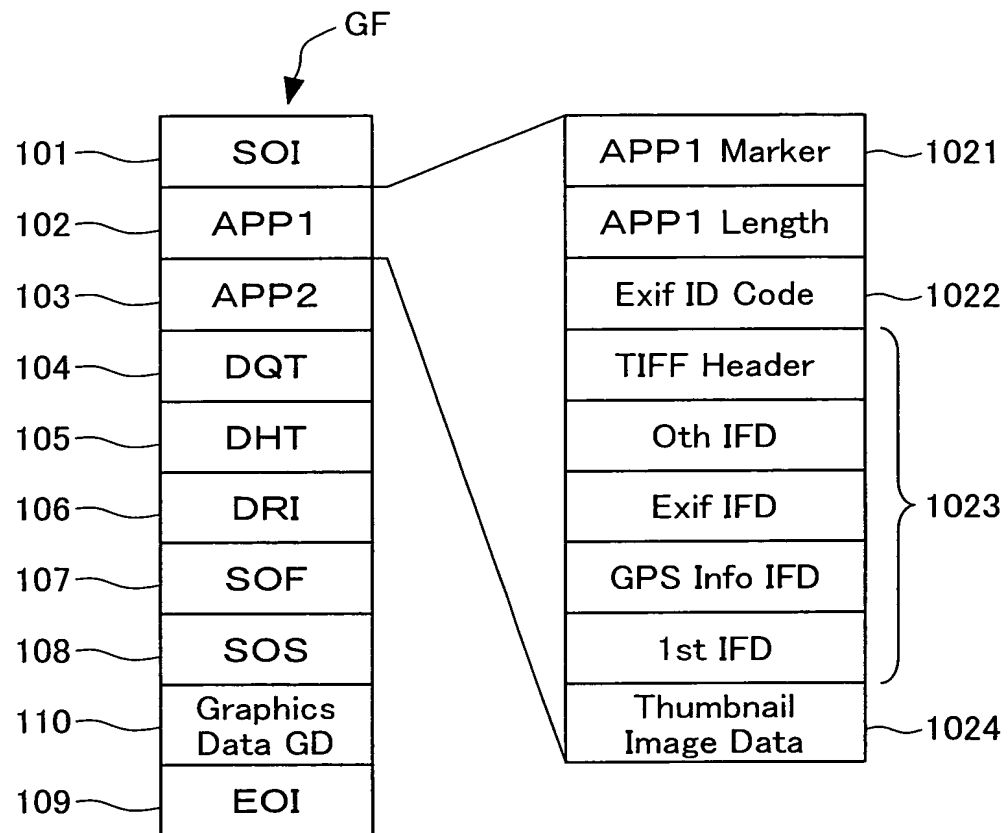 GF
101 SOI
102 APP1
103 APP2
104 DQT
105 DHT
106 DRI
107 SOF
108 SOS
110 Graphics
Data GD
109 EOI
APP1 Marker 1021
APP1 Length
Exif ID Code 1022
TIFF Header
0th IFD
Exif IFD
GPS Info IFD
1st IFD
1023
Thumbnail
Image Data 1024